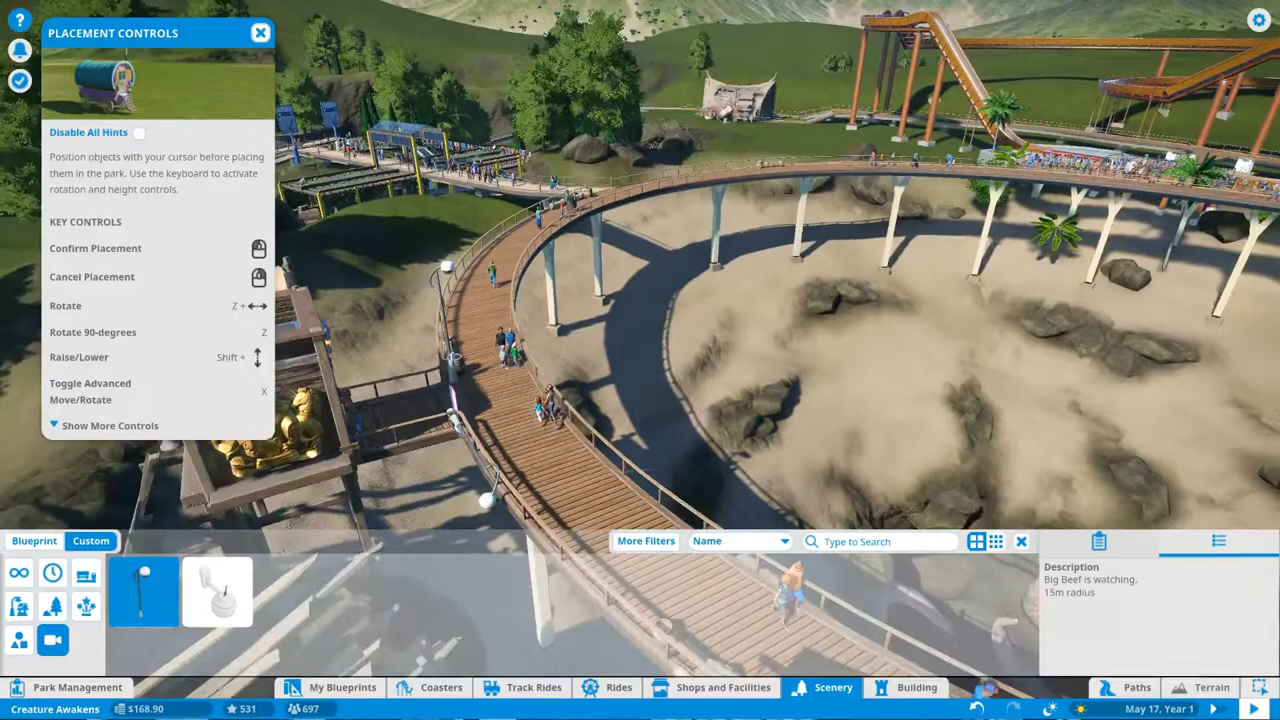 PLACEMENT CONTROLS
Disable All Hints
Position objects with your cursor before placing
them in the park. Use the keyboard to activate
rotation and height controls.
KEY CONTROLS
Confirm Placement
Cancel Placement
Rotate Z +
Rotate 90-degrees Z
Raise/Lower Shift +
Toggle Advanced
Move/Rotate X
Show More Controls
Blueprint Custom
More Filters Name Type to Search
Description
Big Beef is watching.
15m radius
Park Management My Blueprints Coasters Track Rides Rides Shops and Facilities Scenery Building Paths Terrain
Creature Awakens $168.90 531 697 May 17, Year 1